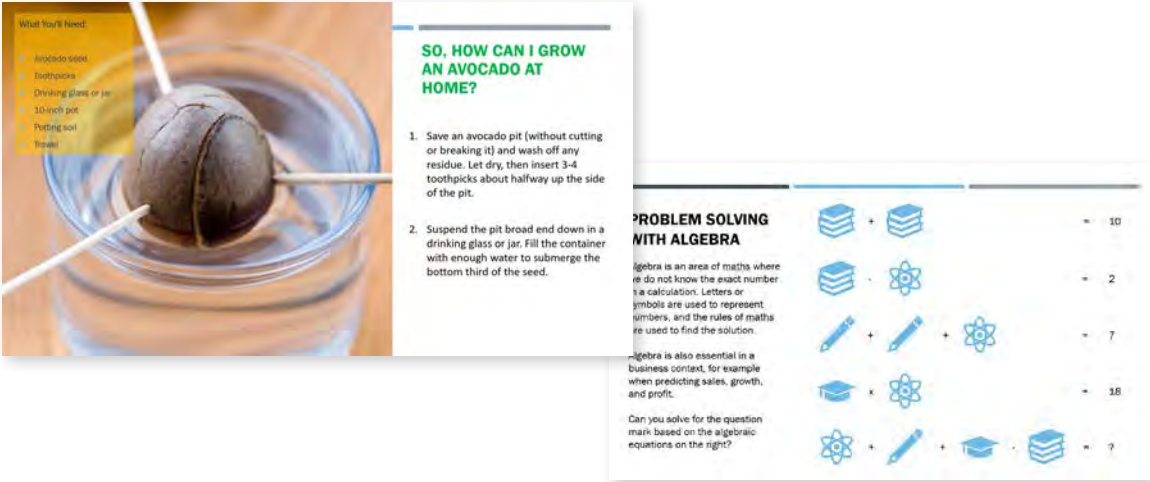 What You'll Need:
Avocado seed
Toothpicks
Drinking glass or jar
10-inch pot
Potting soil
Trowel
SO, HOW CAN I GROW
AN AVOCADO AT
HOME?
1. Save an avocado pit (without cutting
or breaking it) and wash off any
residue. Let dry, then insert 3-4
toothpicks about halfway up the side
of the pit.
2. Suspend the pit broad end down in a
drinking glass or jar. Fill the container
with enough water to submerge the
bottom third of the seed.
PROBLEM SOLVING
WITH ALGEBRA
Algebra is an area of maths where
we do not know the exact number
in a calculation. Letters or
symbols are used to represent
numbers, and the rules of maths
are used to find the solution.
Algebra is also essential in a
business context, for example
when predicting sales, growth,
and profit.
Can you solve for the question
mark based on the algebraic
equations on the right?
+ = 10
- = 2
+ + = 7
x = 18
+ + - = ?